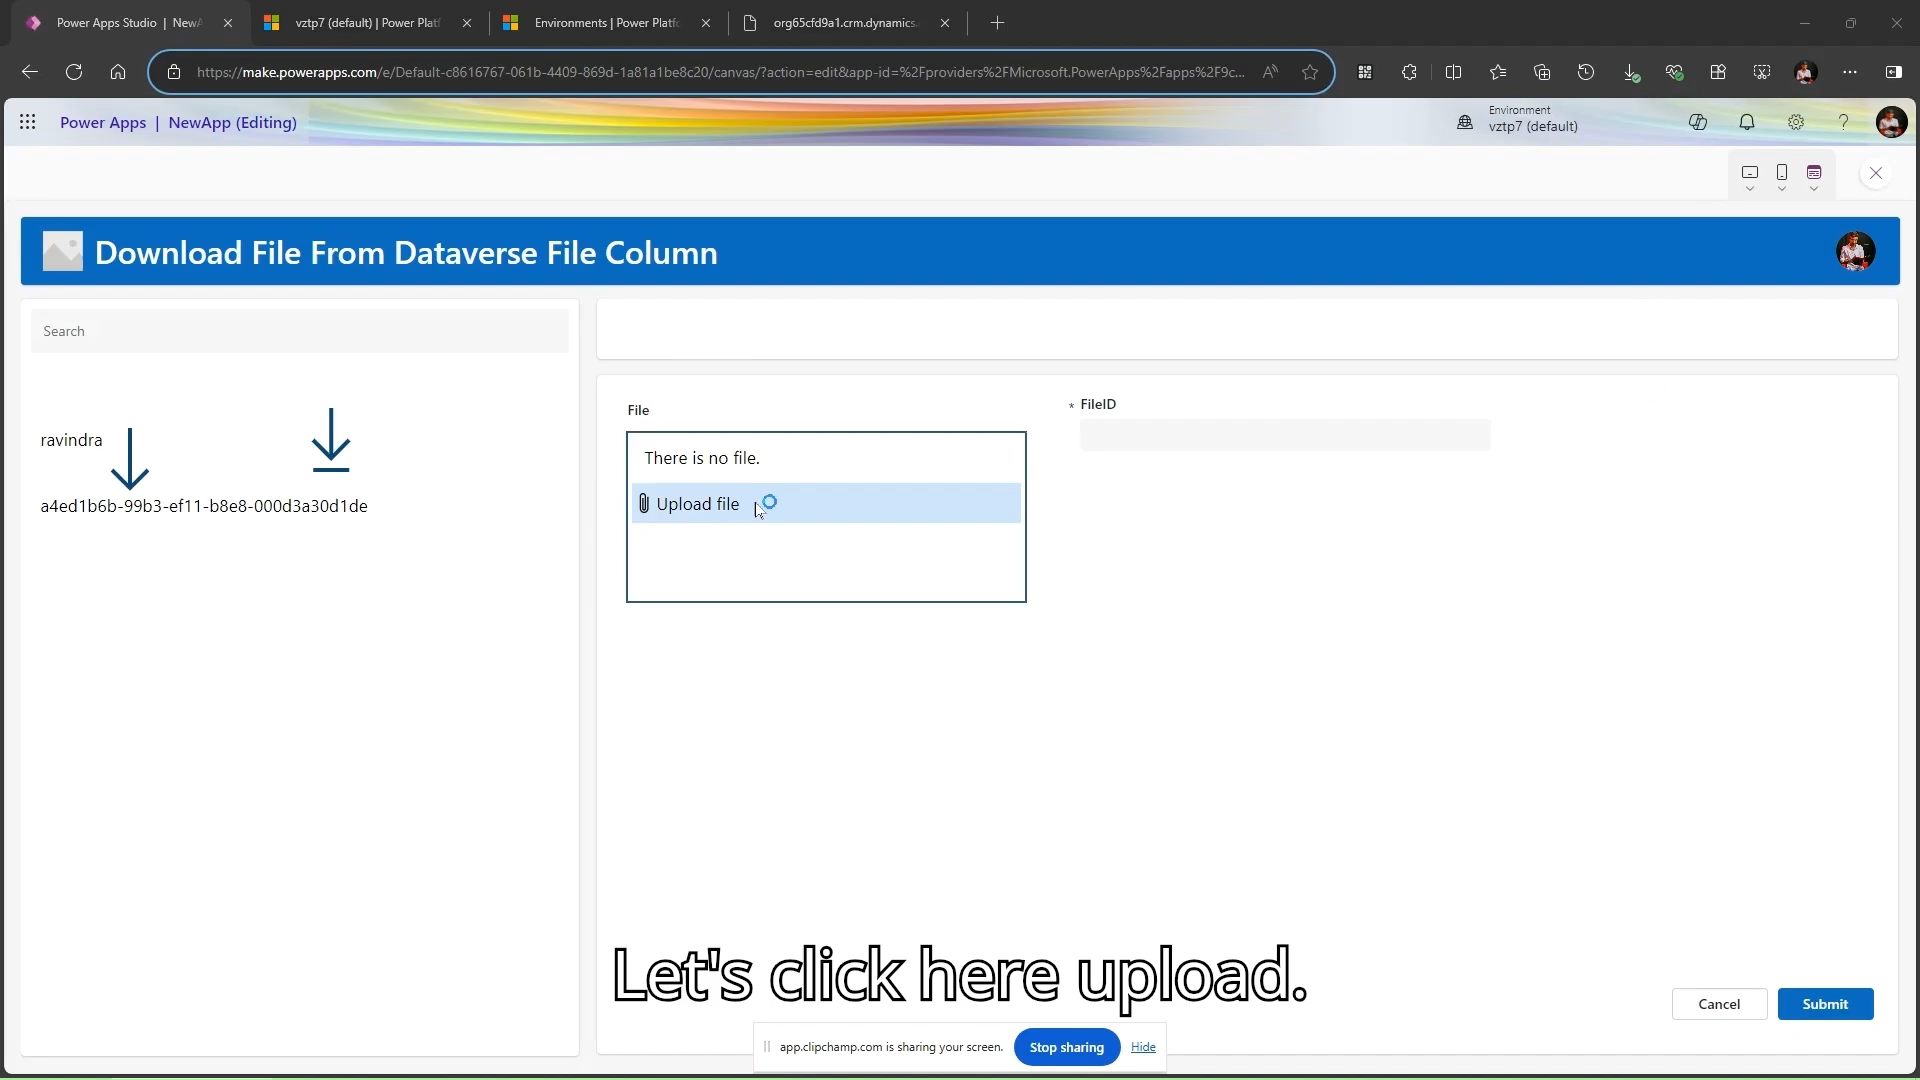 Power Apps Studio | NewA
vztp7 (default) | Power Platf
Environments | Power Platfo
org65cfd9a1.crm.dynamics.
https://make.powerapps.com/e/Default-c8616767-061b-4409-869d-1a81a1be8c20/canvas/?action=edit&app-id=%2Fproviders%2FMicrosoft.PowerApps%2Fapps%2F9c...
Power Apps | NewApp (Editing)
Environment
vztp7 (default)
Download File From Dataverse File Column
Search
ravindra
a4ed1b6b-99b3-ef11-b8e8-000d3a30d1de
File
There is no file.
Upload file
* FileID
Let's click here upload.
Cancel
Submit
app.clipchamp.com is sharing your screen.
Stop sharing
Hide